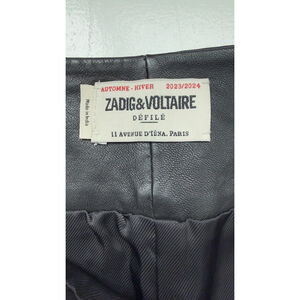 AUTOMNE - HIVER 2023/2024
ZADIG&VOLTAIRE
DÉFILÉ
11 AVENUE D'IÉNA. PARIS
Made in India